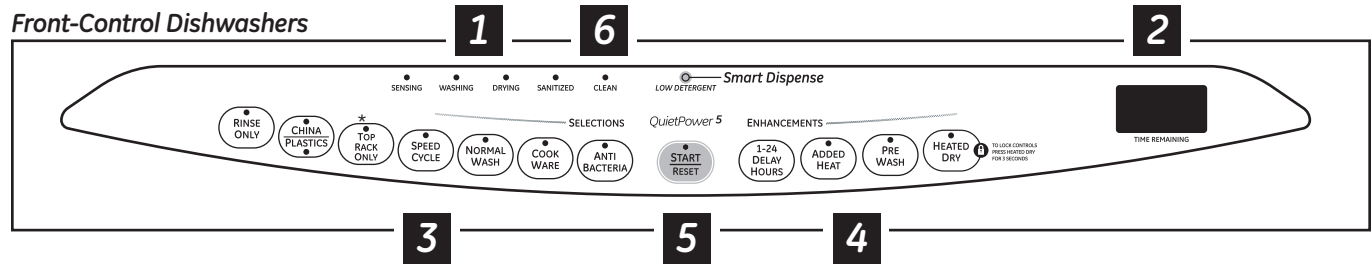 Front-Control Dishwashers
1
6
2
SENSING
WASHING
DRYING
SANITIZED
CLEAN
LOW DETERGENT
Smart Dispense
SELECTIONS
QuietPower 5
ENHANCEMENTS
TIME REMAINING
RINSE
ONLY
CHINA
PLASTICS
*
TOP
RACK
ONLY
SPEED
CYCLE
NORMAL
WASH
COOK
WARE
ANTI
BACTERIA
START
RESET
1-24
DELAY
HOURS
ADDED
HEAT
PRE
WASH
HEATED
DRY
TO LOCK CONTROLS
PRESS HEATED DRY
FOR 3 SECONDS
3
5
4